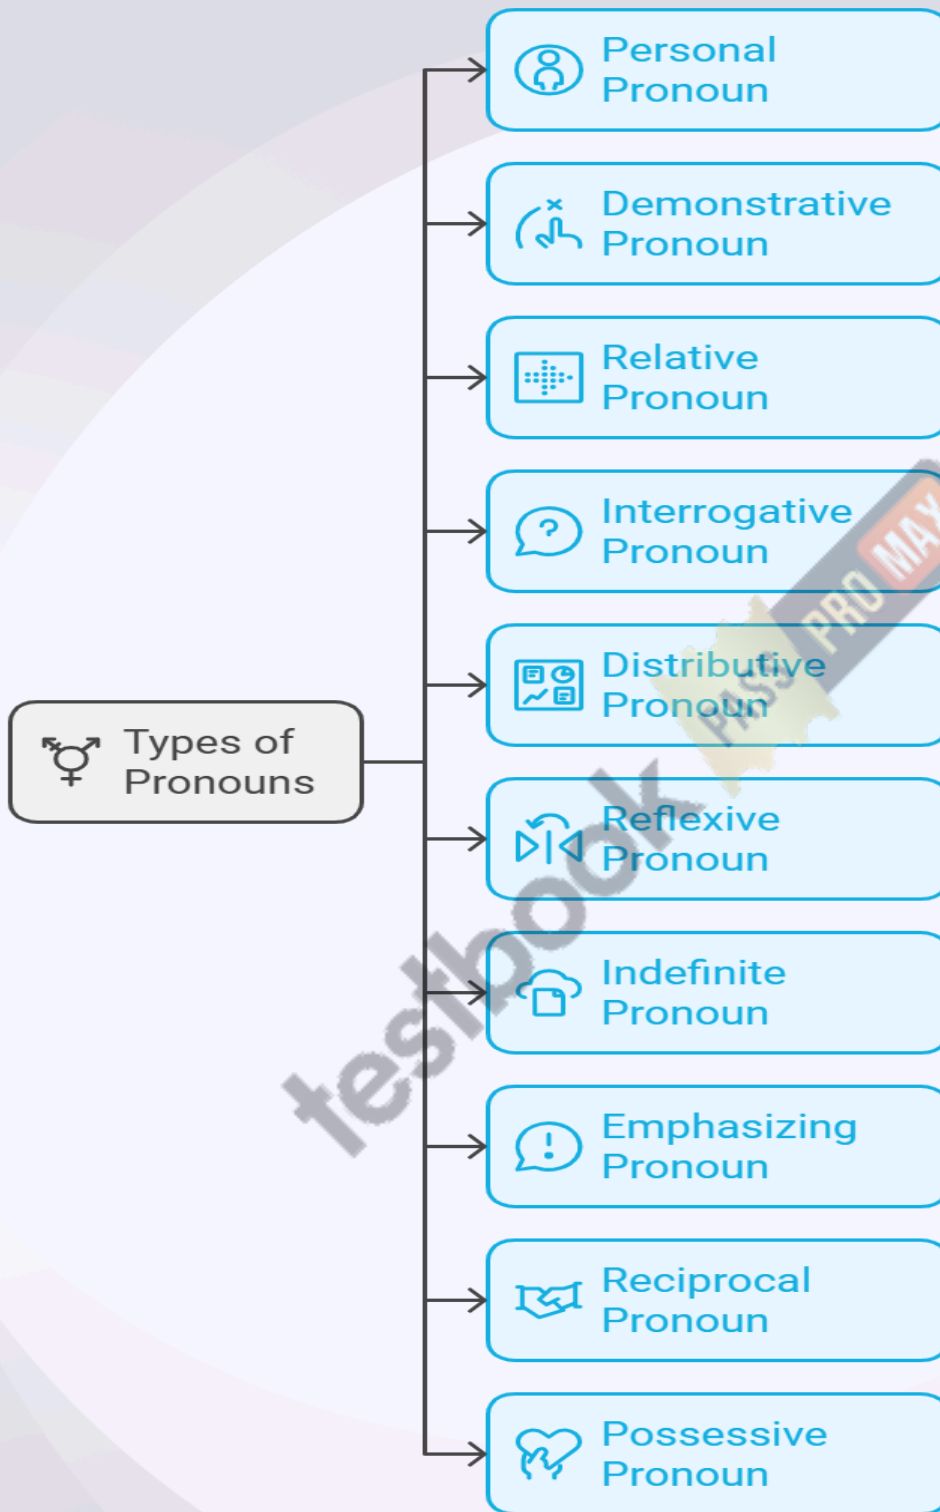 Personal
Pronoun
Demonstrative
Pronoun
Relative
Pronoun
Interrogative
Pronoun
Distributive
Pronoun
Types of
Pronouns
Reflexive
Pronoun
Indefinite
Pronoun
Emphasizing
Pronoun
Reciprocal
Pronoun
Possessive
Pronoun
testbook PASS PRO MAX